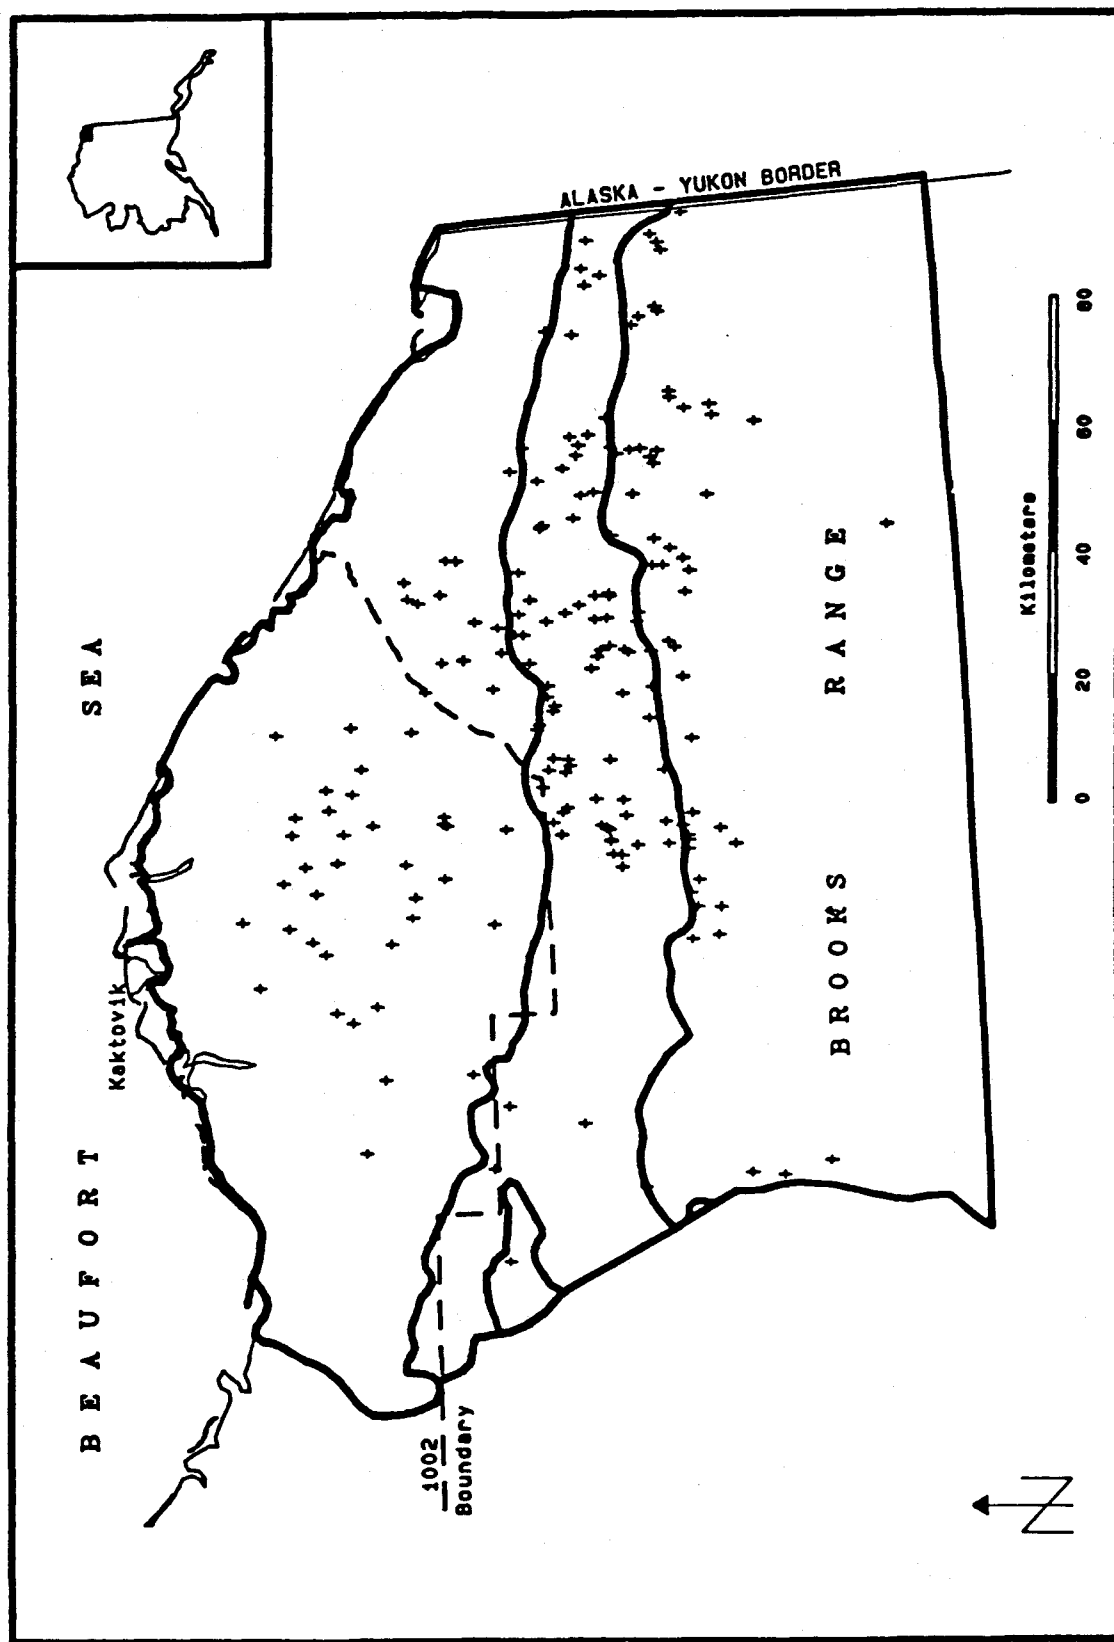 BEAUFORT SEA
Kaktovik
ALASKA - YUKON BORDER
1002
Boundary
BROOKS RANGE
Kilometers
0 20 40 60 80
N